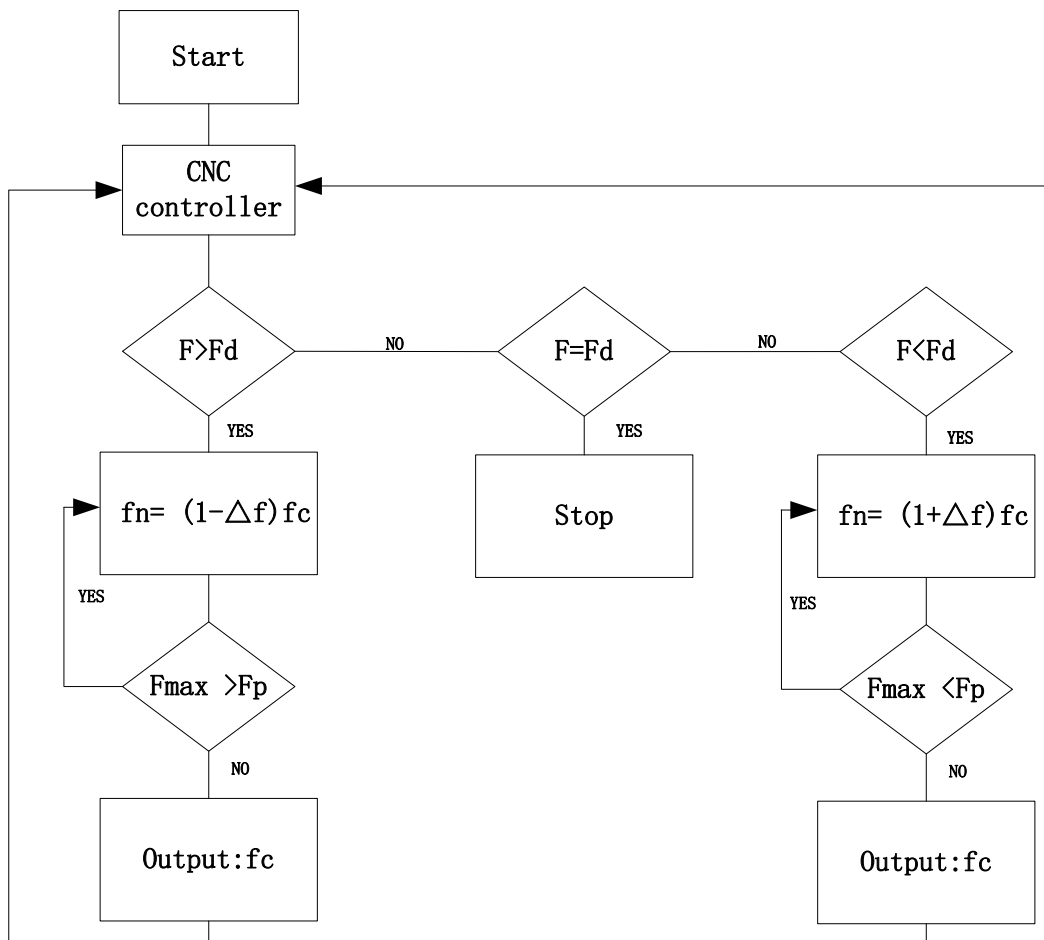 Start
CNC
controller
F>Fd
NO
F=Fd
NO
F<Fd
YES
YES
YES
fn= (1-△f)fc
Stop
fn= (1+△f)fc
YES
YES
Fmax >Fp
Fmax <Fp
NO
NO
Output:fc
Output:fc